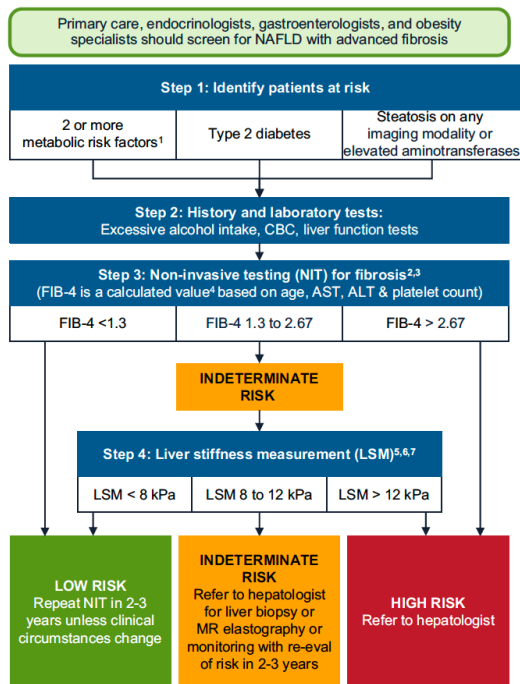 Primary care, endocrinologists, gastroenterologists, and obesity
specialists should screen for NAFLD with advanced fibrosis
Step 1: Identify patients at risk
2 or more
metabolic risk factors¹
Type 2 diabetes
Steatosis on any
imaging modality or
elevated aminotransferases
Step 2: History and laboratory tests:
Excessive alcohol intake, CBC, liver function tests
Step 3: Non-invasive testing (NIT) for fibrosis²,³
(FIB-4 is a calculated value⁴ based on age, AST, ALT & platelet count)
FIB-4 <1.3
FIB-4 1.3 to 2.67
FIB-4 > 2.67
INDETERMINATE
RISK
Step 4: Liver stiffness measurement (LSM)⁵,⁶,⁷
LSM < 8 kPa
LSM 8 to 12 kPa
LSM > 12 kPa
LOW RISK
Repeat NIT in 2-3
years unless clinical
circumstances change
INDETERMINATE
RISK
Refer to hepatologist
for liver biopsy or
MR elastography or
monitoring with re-eval
of risk in 2-3 years
HIGH RISK
Refer to hepatologist